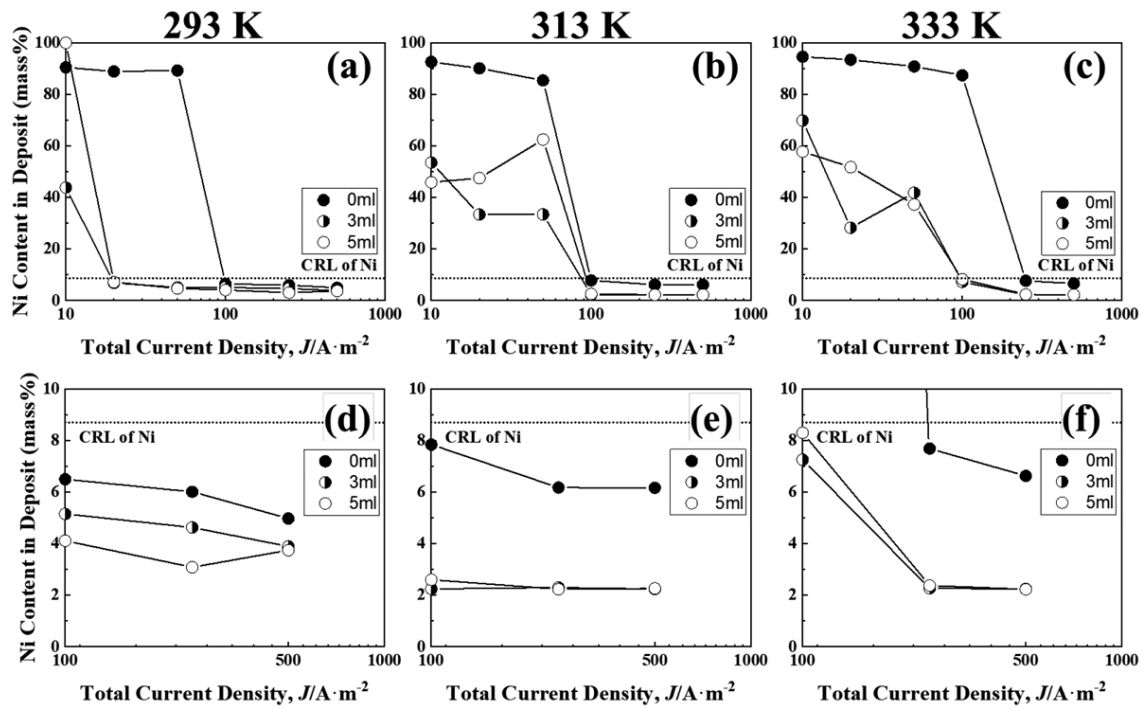 293 K
313 K
333 K
Ni Content in Deposit (mass%)
100
80
60
40
20
0
(a)
0ml
3ml
5ml
CRL of Ni
10
100
1000
Total Current Density, J/A·m⁻²
100
80
60
40
20
0
(b)
0ml
3ml
5ml
CRL of Ni
10
100
1000
Total Current Density, J/A·m⁻²
100
80
60
40
20
0
(c)
0ml
3ml
5ml
CRL of Ni
10
100
1000
Total Current Density, J/A·m⁻²
Ni Content in Deposit (mass%)
10
8
6
4
2
0
(d)
CRL of Ni
0ml
3ml
5ml
100
500
1000
Total Current Density, J/A·m⁻²
10
8
6
4
2
0
(e)
CRL of Ni
0ml
3ml
5ml
100
500
1000
Total Current Density, J/A·m⁻²
10
8
6
4
2
0
(f)
CRL of Ni
0ml
3ml
5ml
100
500
1000
Total Current Density, J/A·m⁻²